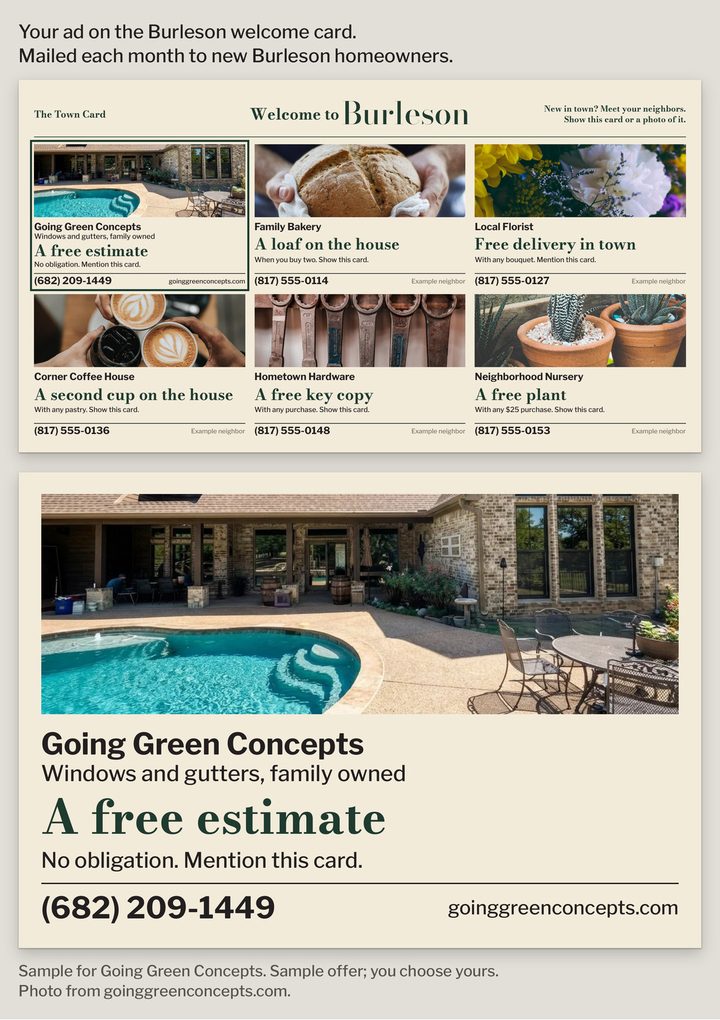 Your ad on the Burleson welcome card.
Mailed each month to new Burleson homeowners.
The Town Card
Welcome to Burleson
New in town? Meet your neighbors.
Show this card or a photo of it.
Going Green Concepts
Windows and gutters, family owned
A free estimate
No obligation. Mention this card.
(682) 209-1449 goinggreenconcepts.com
Family Bakery
A loaf on the house
When you buy two. Show this card.
(817) 555-0114 Example neighbor
Local Florist
Free delivery in town
With any bouquet. Mention this card.
(817) 555-0127 Example neighbor
Corner Coffee House
A second cup on the house
With any pastry. Show this card.
(817) 555-0136 Example neighbor
Hometown Hardware
A free key copy
With any purchase. Show this card.
(817) 555-0148 Example neighbor
Neighborhood Nursery
A free plant
With any $25 purchase. Show this card.
(817) 555-0153 Example neighbor
Going Green Concepts
Windows and gutters, family owned
A free estimate
No obligation. Mention this card.
(682) 209-1449 goinggreenconcepts.com
Sample for Going Green Concepts. Sample offer; you choose yours.
Photo from goinggreenconcepts.com.